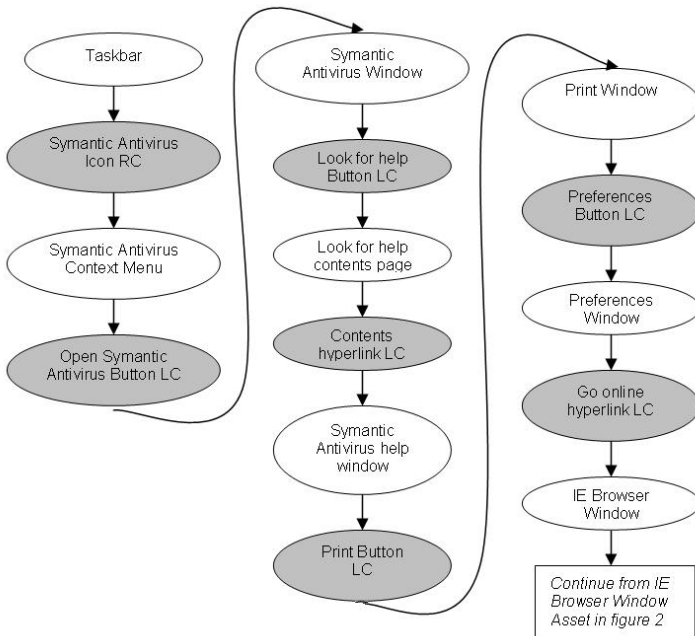 Taskbar
Symantic Antivirus
Icon RC
Symantic Antivirus
Context Menu
Open Symantic
Antivirus Button LC
Symantic
Antivirus Window
Look for help
Button LC
Look for help
contents page
Contents
hyperlink LC
Symantic
Antivirus help
window
Print Button
LC
Print Window
Preferences
Button LC
Preferences
Window
Go online
hyperlink LC
IE Browser
Window
Continue from IE
Browser Window
Asset in figure 2